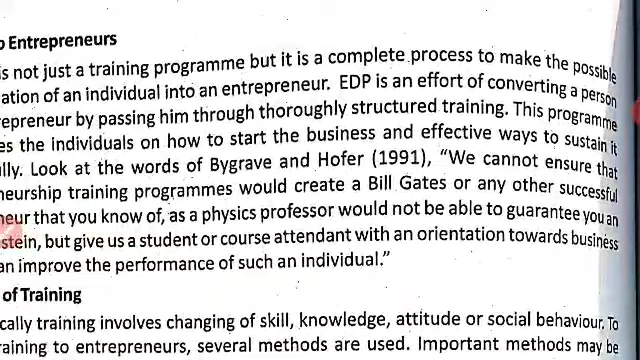 Entrepreneurs
is not just a training programme but it is a complete process to make the possible
ation of an individual into an entrepreneur. EDP is an effort of converting a person
repreneur by passing him through thoroughly structured training. This programme
es the individuals on how to start the business and effective ways to sustain it
lly. Look at the words of Bygrave and Hofer (1991), “We cannot ensure that
neurship training programmes would create a Bill Gates or any other successful
neur that you know of, as a physics professor would not be able to guarantee you an
stein, but give us a student or course attendant with an orientation towards business
an improve the performance of such an individual.”
of Training
cally training involves changing of skill, knowledge, attitude or social behaviour. To
raining to entrepreneurs, several methods are used. Important methods may be